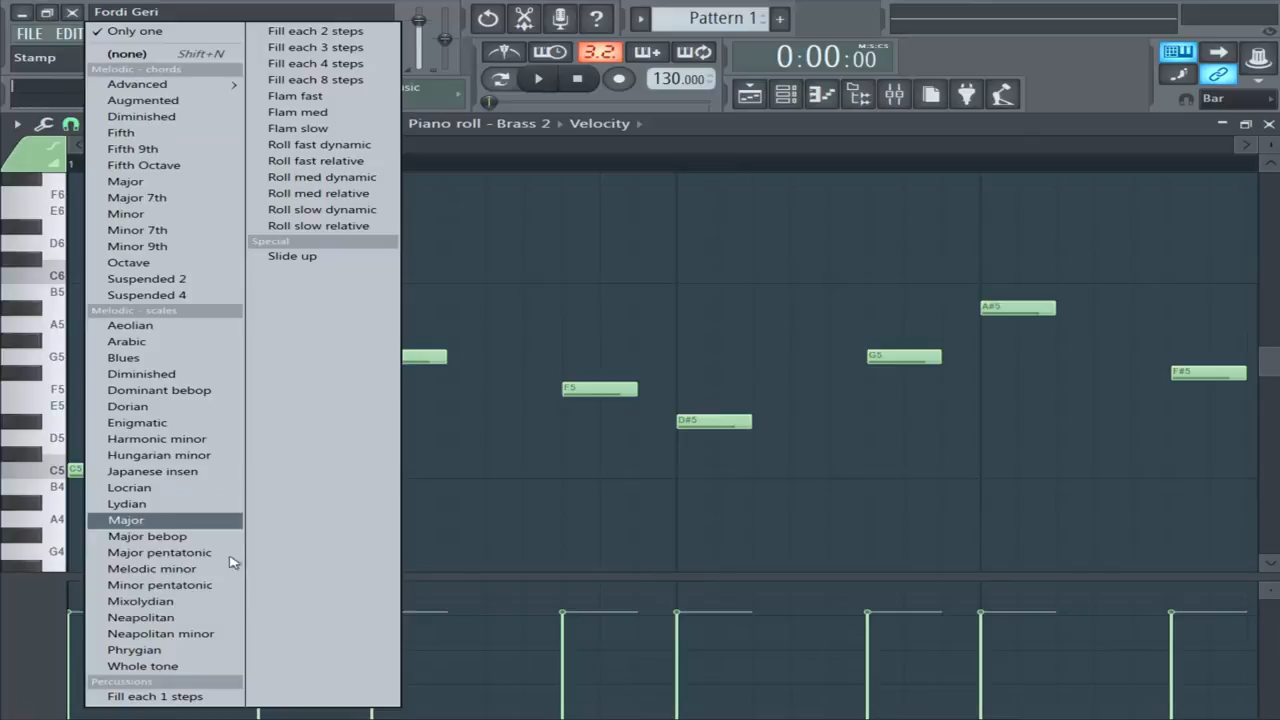 Fordi Geri
FILE EDIT
Stamp
Only one
(none) Shift+N
Melodic - chords
Advanced
Augmented
Diminished
Fifth
Fifth 9th
Fifth Octave
Major
Major 7th
Minor
Minor 7th
Minor 9th
Octave
Suspended 2
Suspended 4
Melodic - scales
Aeolian
Arabic
Blues
Diminished
Dominant bebop
Dorian
Enigmatic
Harmonic minor
Hungarian minor
Japanese insen
Locrian
Lydian
Major
Major bebop
Major pentatonic
Melodic minor
Minor pentatonic
Mixolydian
Neapolitan
Neapolitan minor
Phrygian
Whole tone
Percussions
Fill each 1 steps
Fill each 2 steps
Fill each 3 steps
Fill each 4 steps
Fill each 8 steps
Flam fast
Flam med
Flam slow
Roll fast dynamic
Roll fast relative
Roll med dynamic
Roll med relative
Roll slow dynamic
Roll slow relative
Special
Slide up
Pattern 1
3.2.
0:00:00
M:S:CS
130.000
Bar
Piano roll - Brass 2 Velocity
1
F6
E6
D6
C6
B5
A5
G5
F5
E5
D5
C5
B4
A4
G4
C5
F5
D#5
G5
A#5
F#5